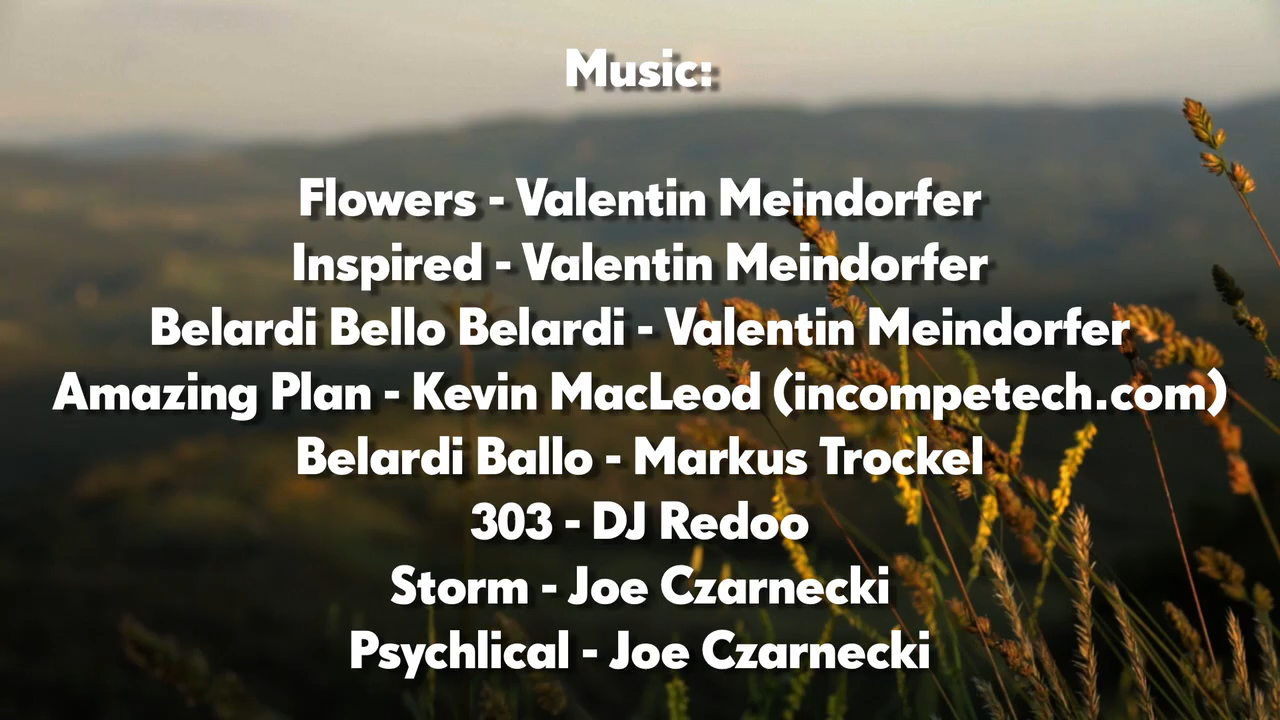 Music:
Flowers - Valentin Meindorfer
Inspired - Valentin Meindorfer
Belardi Bello Belardi - Valentin Meindorfer
Amazing Plan - Kevin MacLeod (incompetech.com)
Belardi Ballo - Markus Trockel
303 - DJ Redoo
Storm - Joe Czarnecki
Psychlical - Joe Czarnecki